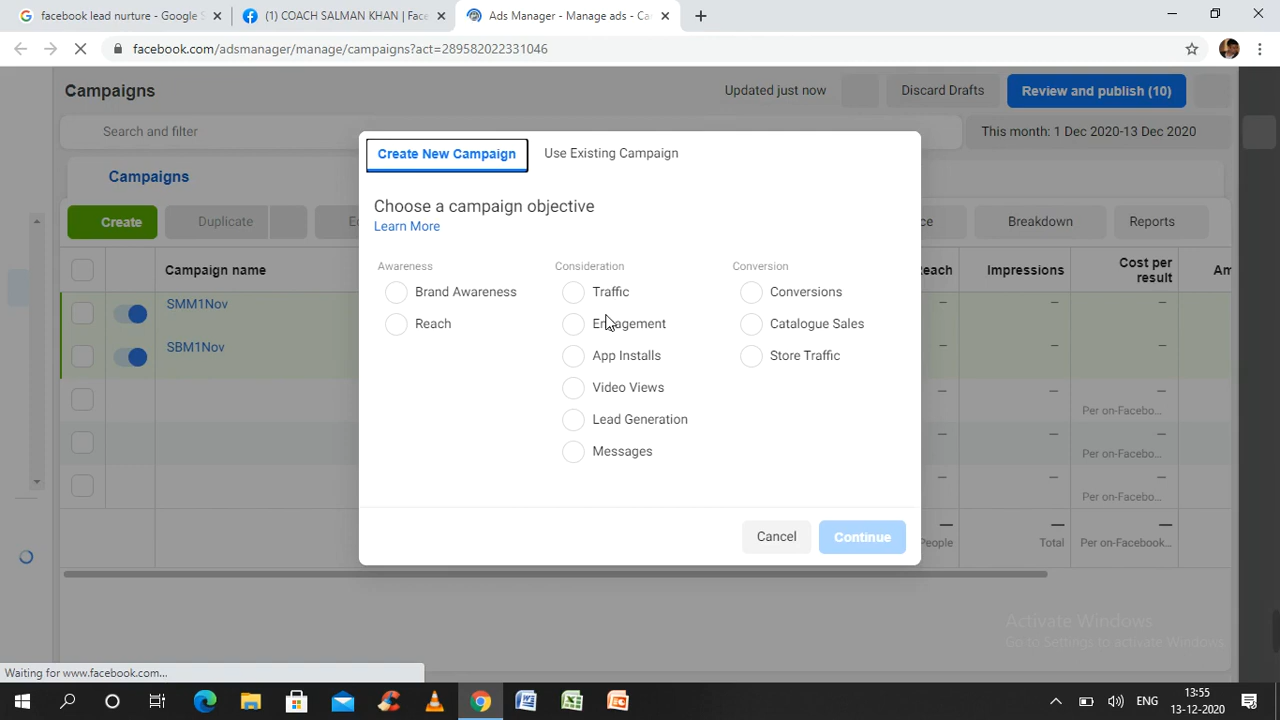 facebook lead nurture - Google S
(1) COACH SALMAN KHAN | Face
Ads Manager - Manage ads - Ca
facebook.com/adsmanager/manage/campaigns?act=289582022331046
Campaigns
Updated just now
Discard Drafts
Review and publish (10)
Search and filter
This month: 1 Dec 2020-13 Dec 2020
Campaigns
Create
Duplicate
Breakdown
Reports
Campaign name
Reach
Impressions
Cost per result
Am
SMM1Nov
SBM1Nov
Per on-Facebo...
Per on-Facebo...
Per on-Facebo...
People
Total
Per on-Facebook...
Create New Campaign
Use Existing Campaign
Choose a campaign objective
Learn More
Awareness
Consideration
Conversion
Brand Awareness
Traffic
Conversions
Reach
Engagement
Catalogue Sales
App Installs
Store Traffic
Video Views
Lead Generation
Messages
Cancel
Continue
Activate Windows
Go to Settings to activate Windows.
Waiting for www.facebook.com...
ENG
13:55
13-12-2020